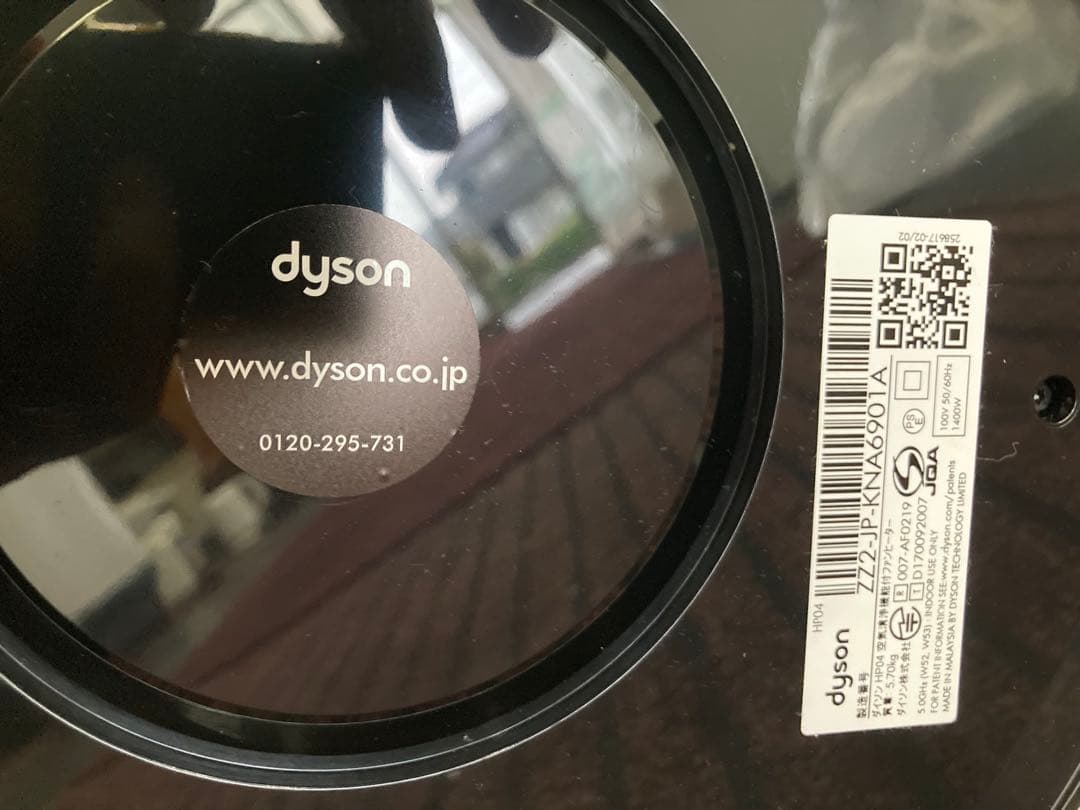 dyson
www.dyson.co.jp
0120-295-731
258617-02/02
HP04
ZZ2-JP-KNA6901A
dyson
製造番号
ダイソン HP04 空気清浄機能付ファンヒーター
質量 5.70kg
ダイソン株式会社
R 007-AF0219
T D170092007
PS
E
JQA
100V 50/60Hz
1400W
5.0GHz (W52, W53) : INDOOR USE ONLY
FOR PATENT INFORMATION SEE:www.dyson.com/patents
MADE IN MALAYSIA BY DYSON TECHNOLOGY LIMITED